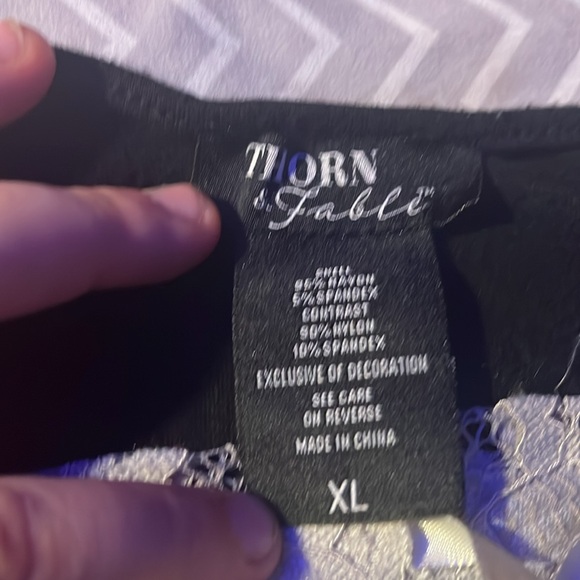 THORN
& Fable™
SHELL
95% RAYON
5% SPANDEX
CONTRAST
90% NYLON
10% SPANDEX
EXCLUSIVE OF DECORATION
SEE CARE
ON REVERSE
MADE IN CHINA
XL